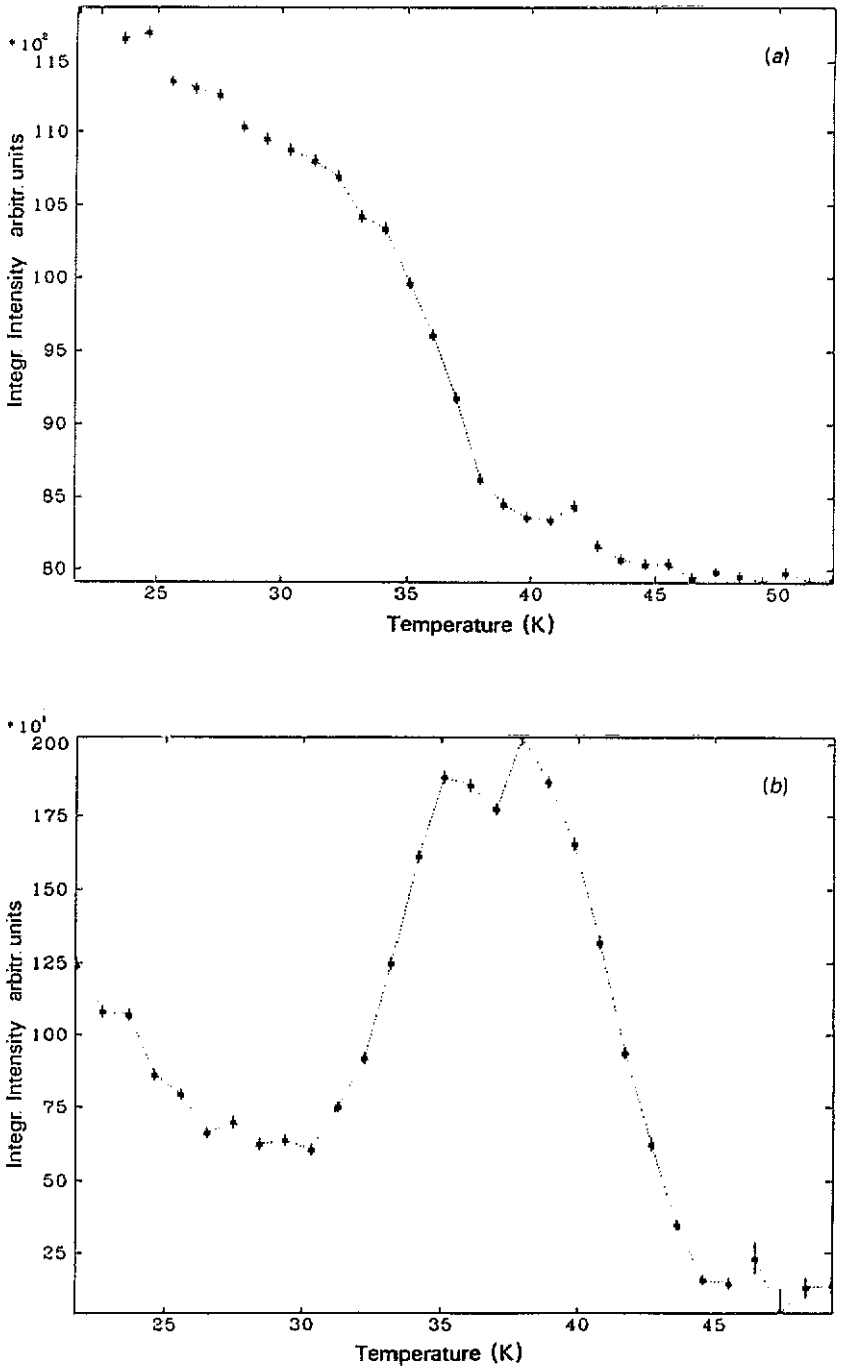 * 10²
(a)
115
110
105
100
95
90
85
80
Integr. Intensity arbitr. units
25 30 35 40 45 50
Temperature (K)
* 10¹
(b)
200
175
150
125
100
75
50
25
Integr. Intensity arbitr. units
25 30 35 40 45
Temperature (K)